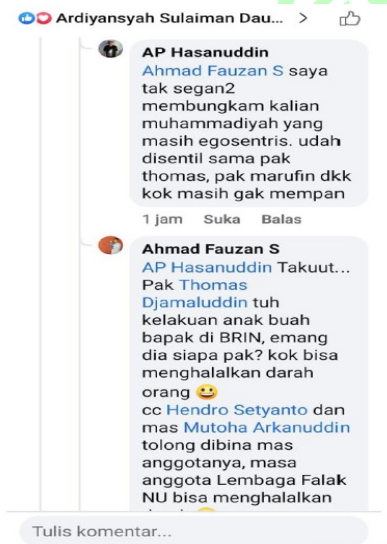 Ardiyansyah Sulaiman Dau... >
AP Hasanuddin
Ahmad Fauzan S saya
tak segan2
membungkam kalian
muhammadiyah yang
masih egosentris. udah
disentil sama pak
thomas, pak marufin dkk
kok masih gak mempan
1 jam Suka Balas
Ahmad Fauzan S
AP Hasanuddin Takuut...
Pak Thomas
Djamaluddin tuh
kelakuan anak buah
bapak di BRIN, emang
dia siapa pak? kok bisa
menghalalkan darah
orang 😀
cc Hendro Setyanto dan
mas Mutoha Arkanuddin
tolong dibina mas
anggotanya, masa
anggota Lembaga Falak
NU bisa menghalalkan
Tulis komentar...